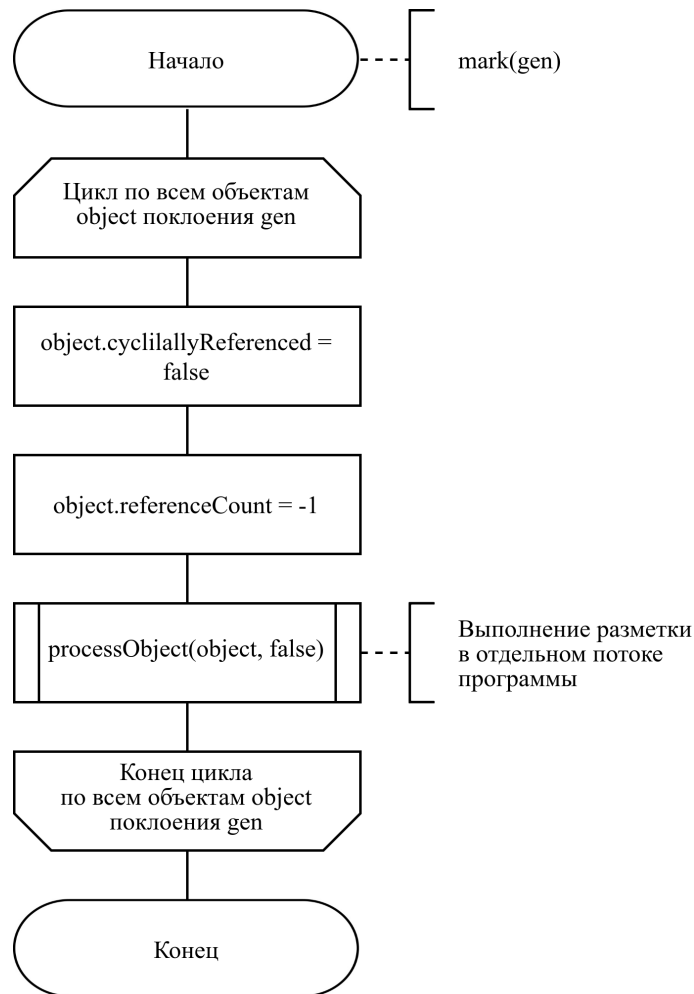 Начало
mark(gen)
Цикл по всем объектам
object поклоения gen
object.cyclilallyReferenced =
false
object.referenceCount = -1
processObject(object, false)
Выполнение разметки
в отдельном потоке
программы
Конец цикла
по всем объектам object
поклоения gen
Конец